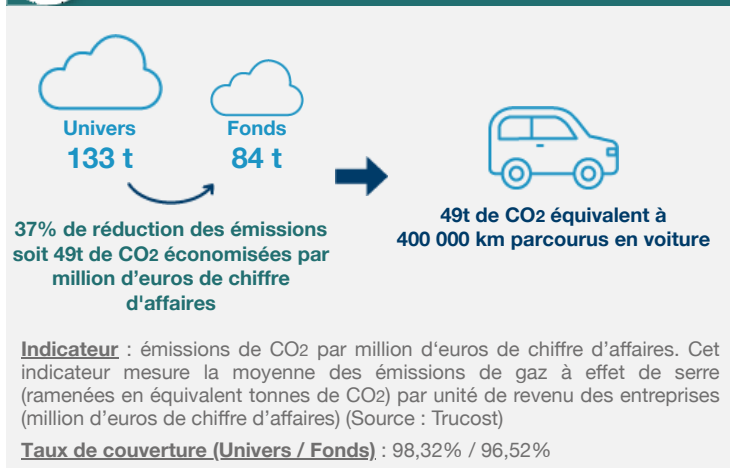 Univers
133 t
Fonds
84 t
37% de réduction des émissions
soit 49t de CO2 économisées par
million d’euros de chiffre
d'affaires
49t de CO2 équivalent à
400 000 km parcourus en voiture
Indicateur : émissions de CO2 par million d‘euros de chiffre d’affaires. Cet
indicateur mesure la moyenne des émissions de gaz à effet de serre
(ramenées en équivalent tonnes de CO2) par unité de revenu des entreprises
(million d’euros de chiffre d’affaires) (Source : Trucost)
Taux de couverture (Univers / Fonds) : 98,32% / 96,52%